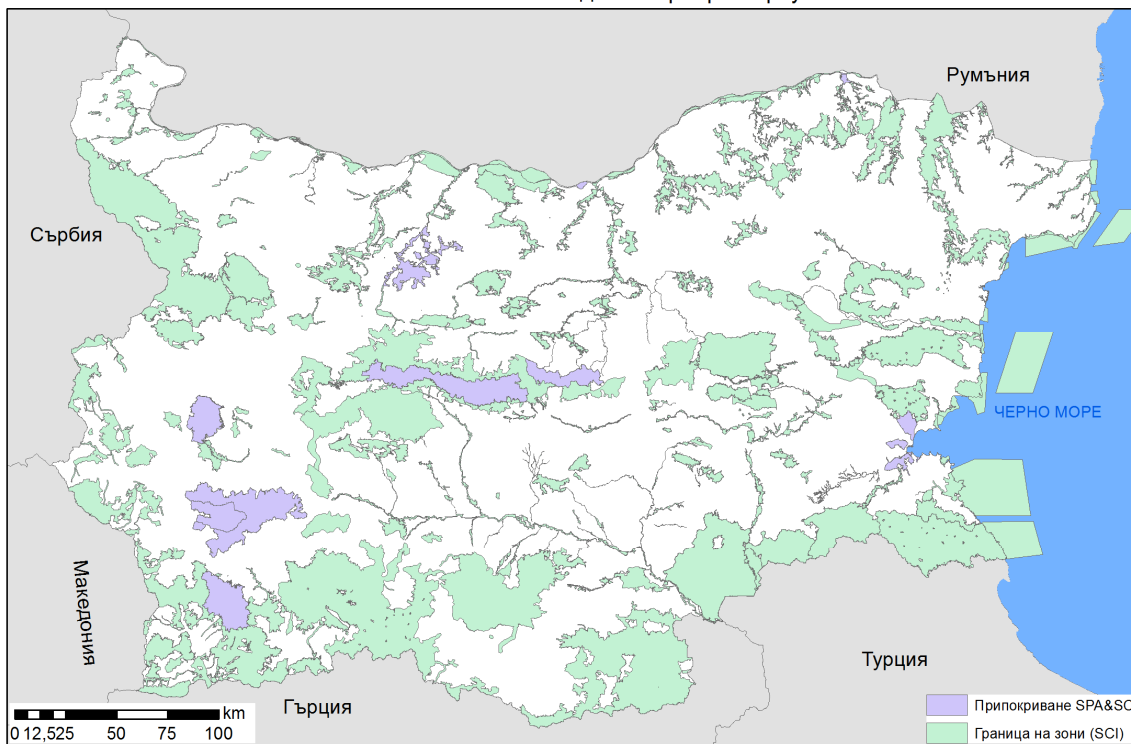 Румъния
Сърбия
ЧЕРНО МОРЕ
Македония
Турция
Гърция
km
0 12,525 50 75 100
Припокриване SPA&SC
Граница на зони (SCI)